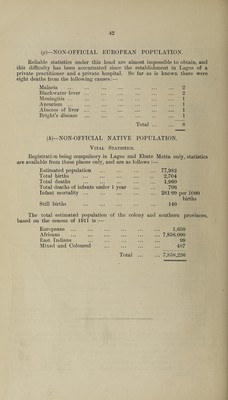 42
(g)—NON-OFFICIAL EUROPEAN POPULATION.
Reliable statistics under this head are almost impossible to obtain, and
this difficulty has been accentuated since the establishment in Lagos of a
private practitioner and a private hospital. So far as is known there were
eight deaths from the following causes:—
Malaria ... ... ... ... ... ... 2
Blackwater fever ... ... ... ... ... 2
Meningitis ... ... ... ... ... ... 1
Aneurism ... ... ... ... ... ... 1
Abscess of liver ... ... ... ... ... 1
Bright's disease ... ... ... ... ... 1
Total ... ... 8
(h)—NON-OFFICIAL NATIVE POPULATION.
VITAL STATISTICS.
Registration being compulsory in Lagos and Ebute Metta only, statistics
are available from these places only, and are as follows:—
Estimated population ... ... ... ... 77,982
Total births ... ... ... ... ... 2,704
Total deaths ... ... ... ... ... 1,960
Total deaths of infants under 1 year ... ... 706
Infant mortality ... ... ... ... ... 261·09 per 1000
births
Still births ... ... ... ... ... 140
The total estimated population of the colony and southern provinces,
based on the census of 1911 is:—
Europeans ... ... ... ... ... 1,650
Africans ... ... ... ... ... 7,856,000
East Indians ... ... ... ... ... 99
Mixed and Coloured ... ... ... ... 487
Total ... ... 7,858,236